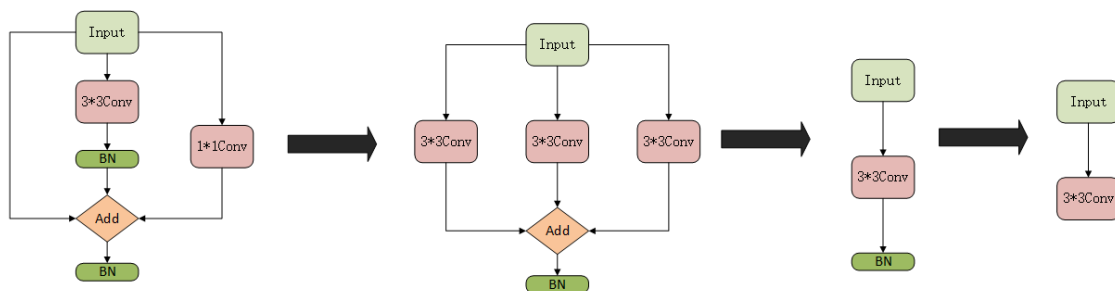 Input
3*3Conv
1*1Conv
BN
Add
BN
Input
3*3Conv
3*3Conv
3*3Conv
Add
BN
Input
3*3Conv
BN
Input
3*3Conv